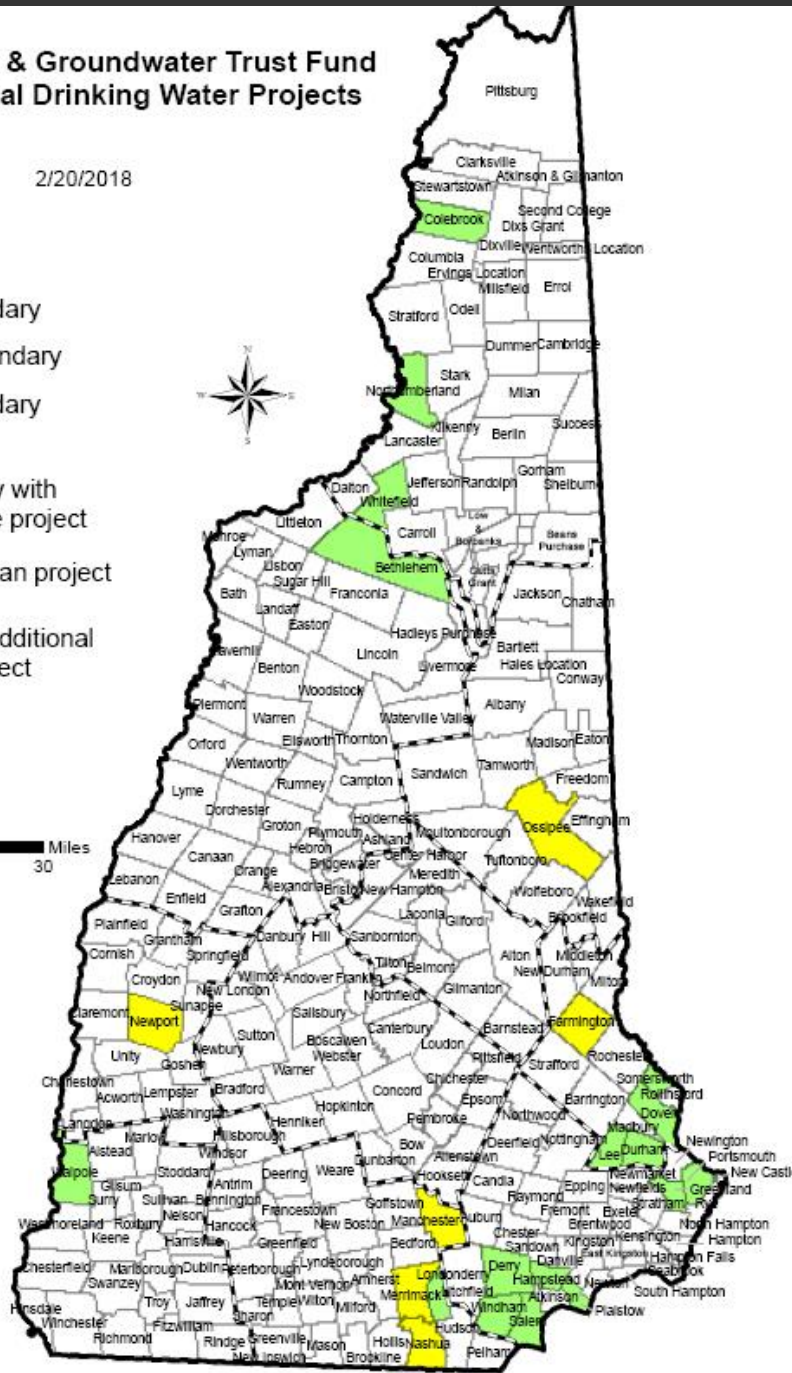 & Groundwater Trust Fund
al Drinking Water Projects
2/20/2018
dary
ndary
dary
y with
e project
an project
dditional
ect
Miles
30
N
W E
S
Pittsburg
Clarksville
Atkinson & Gilmanton
Stewartstown
Colebrook
Second College
Dixs Grant
Dixville
Wentworths Location
Columbia
Ervings Location
Millsfield
Errol
Stratford
Odell
Dummer
Cambridge
Stark
Northumberland
Milan
Kilkenny
Success
Lancaster
Berlin
Gorham
Jefferson
Randolph
Shelburn
Dalton
Whitefield
Low
&
Littleton
Carroll
Beans
Purchase
Monroe
Lyman
Lisbon
Bethlehem
Grant
Sugar Hill
Bath
Franconia
Jackson
Chatham
Landaff
Easton
Hadleys Purchase
Haverhill
Lincoln
Bartlett
Benton
Livermore
Hales Location
Conway
Woodstock
Piermont
Albany
Warren
Waterville Valley
Orford
Ellsworth
Thornton
Madison
Eaton
Wentworth
Sandwich
Tamworth
Rumney
Campton
Freedom
Lyme
Dorchester
Groton
Holderness
Ossipee
Effingham
Plymouth
Ashland
Moultonborough
Hanover
Hebron
Canaan
Bridgewater
Center Harbor
Tuftonboro
Orange
Meredith
Lebanon
Alexandria
Bristol
New Hampton
Wolfeboro
Enfield
Wakefield
Grafton
Laconia
Gilford
Brookfield
Plainfield
Grantham
Danbury
Hill
Sanbornton
Cornish
Springfield
Alton
Middleton
Tilton
Belmont
New Durham
Croydon
Wilmot
Andover
Franklin
Milton
New London
Northfield
Gilmanton
Claremont
Sunapee
Newport
Salisbury
Farmington
Sutton
Canterbury
Barnstead
Boscawen
Loudon
Unity
Newbury
Webster
Rochester
Goshen
Warner
Pittsfield
Strafford
Charlestown
Chichester
Somersworth
Acworth
Lempster
Bradford
Concord
Epsom
Barrington
Rollinsford
Washington
Hopkinton
Northwood
Dover
Langdon
Henniker
Pembroke
Madbury
Marlow
Hillsborough
Bow
Deerfield
Nottingham
Newington
Alstead
Windsor
Dunbarton
Allenstown
Lee
Durham
Portsmouth
Walpole
Stoddard
Deering
Weare
Hooksett
Candia
Newmarket
New Castle
Gilsum
Antrim
Epping
Newfields
Greenland
Surry
Sullivan
Bennington
Francestown
Goffstown
Raymond
Stratham
Rye
Westmoreland
Roxbury
Nelson
Hancock
New Boston
Manchester
Auburn
Fremont
Exeter
North Hampton
Keene
Harrisville
Greenfield
Bedford
Chester
Brentwood
Kensington
Hampton
Lyndeborough
Sandown
Kingston
East Kingston
Hampton Falls
Chesterfield
Marlborough
Dublin
Peterborough
Amherst
Londonderry
Derry
Danville
Seabrook
Swanzey
Mont Vernon
Merrimack
Litchfield
Hampstead
Newton
South Hampton
Troy
Jaffrey
Temple
Wilton
Milford
Windham
Atkinson
Plaistow
Hinsdale
Sharon
Salem
Winchester
Fitzwilliam
Hudson
Richmond
Rindge
Greenville
Mason
Hollis
Nashua
New Ipswich
Brookline
Pelham